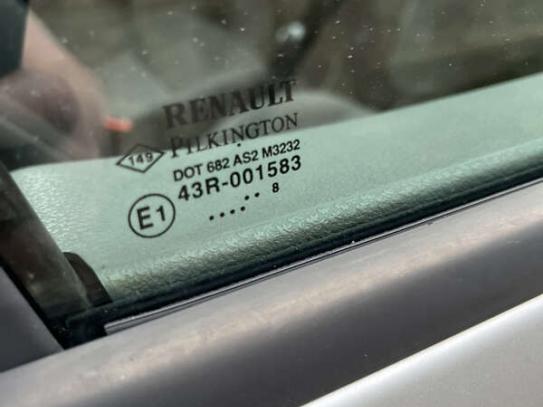 RENAULT
149 PILKINGTON
DOT 682 AS2 M3232
43R-001583
E1
..... .. 8